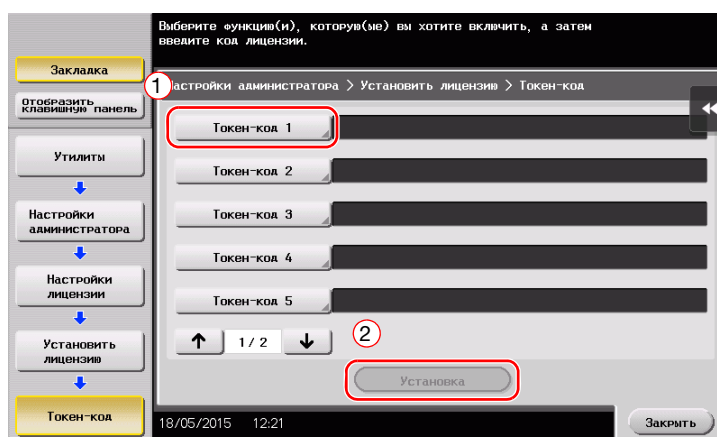 Выберите функцию(и), которую(ые) вы хотите включить, а затем
введите код лицензии.
Закладка
Отобразить
клавишную панель
Утилиты
Настройки
администратора
Настройки
лицензии
Установить
лицензию
Токен-код
1
Настройки администратора > Установить лицензию > Токен-код
Токен-код 1
Токен-код 2
Токен-код 3
Токен-код 4
Токен-код 5
↑ 1/ 2 ↓
2
Установка
18/05/2015 12:21
Закрыть